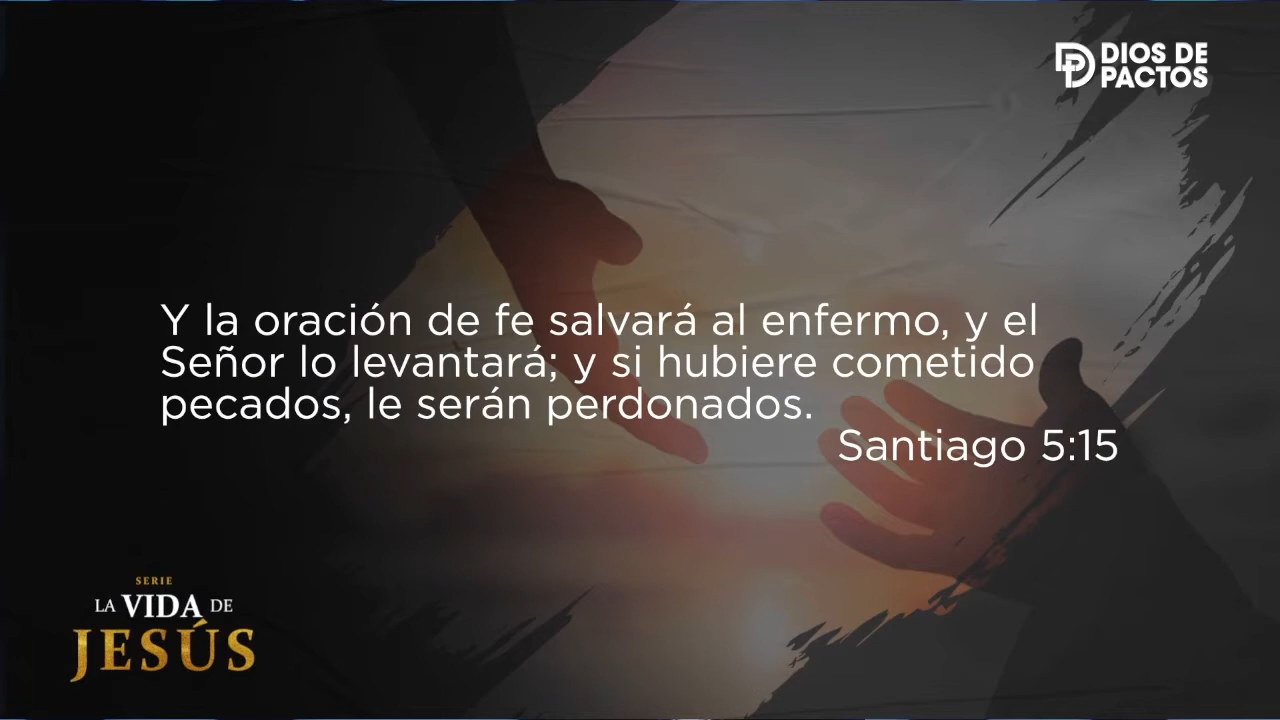 DIOS DE
PACTOS
Y la oración de fe salvará al enfermo, y el
Señor lo levantará; y si hubiere cometido
pecados, le serán perdonados.
Santiago 5:15
SERIE
LA VIDA DE
JESÚS